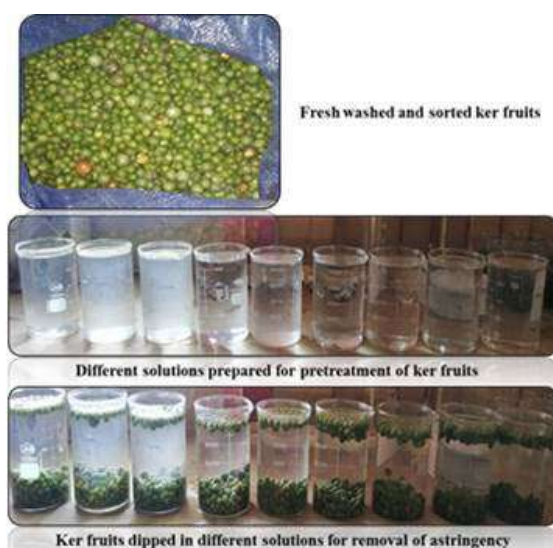 Fresh washed and sorted ker fruits
Different solutions prepared for pretreatment of ker fruits
Ker fruits dipped in different solutions for removal of astringency